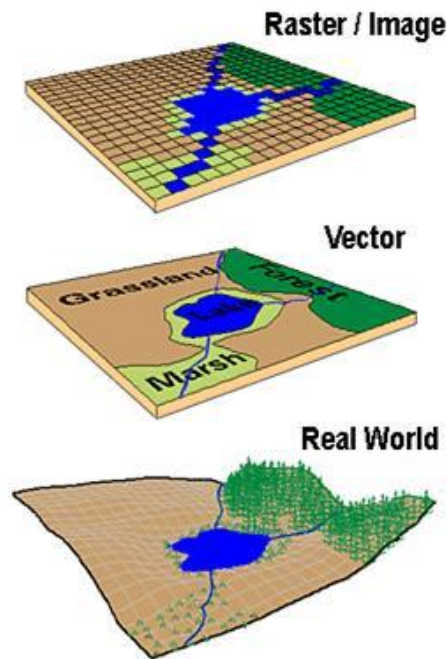 Raster / Image
Vector
Grassland
Forest
Lake
Marsh
Real World